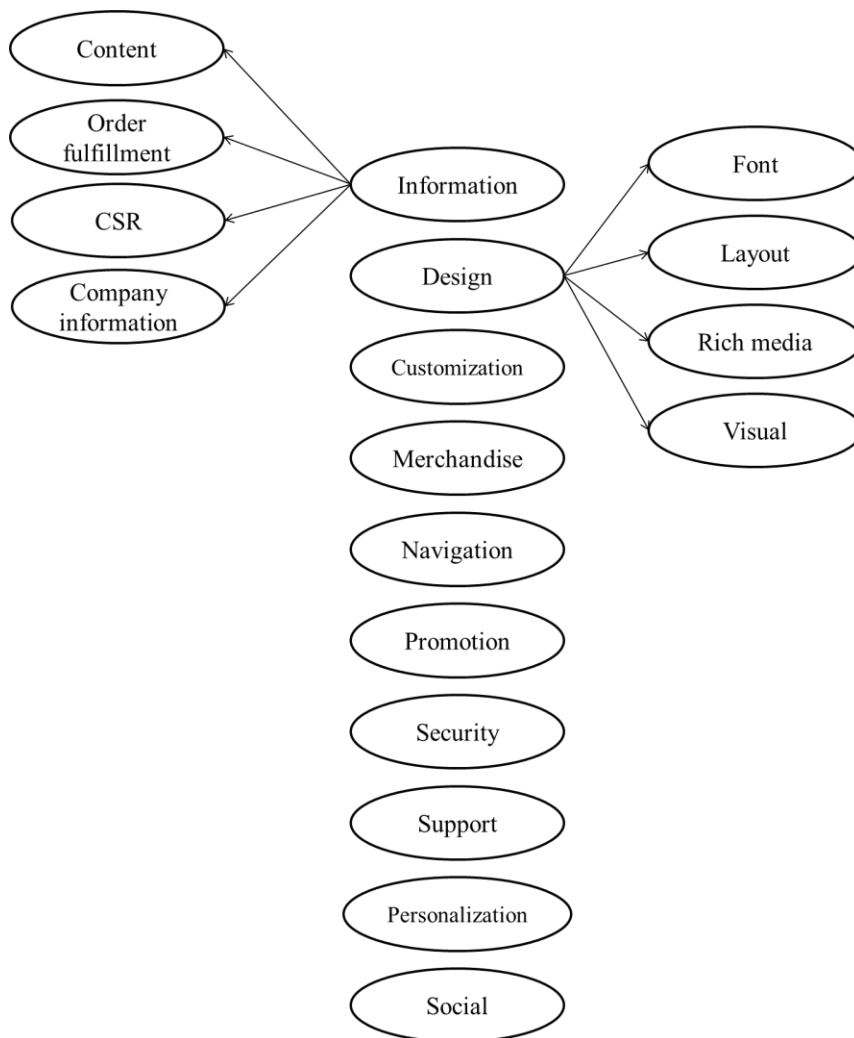 Content
Order
fulfillment
CSR
Company
information
Information
Design
Customization
Merchandise
Navigation
Promotion
Security
Support
Personalization
Social
Font
Layout
Rich media
Visual